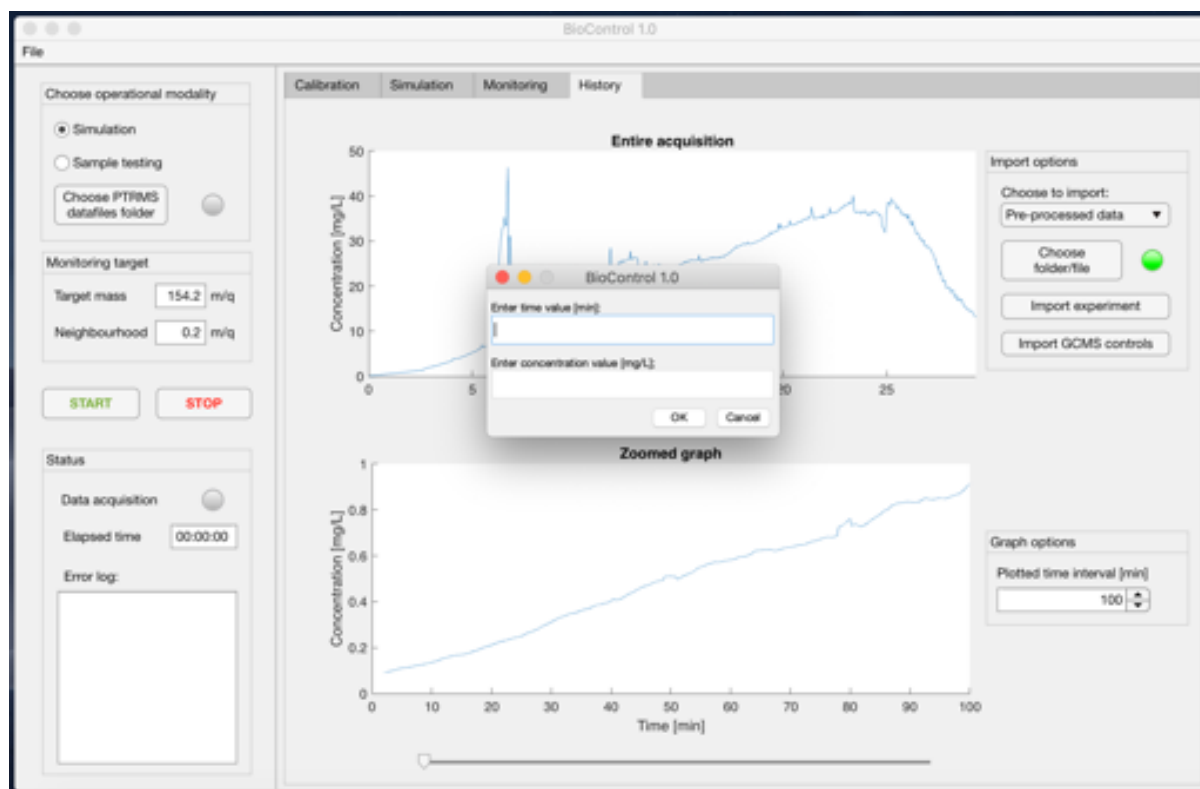 BioControl 1.0
File
Choose operational modality
Simulation
Sample testing
Choose PTRMS
datafiles folder
Monitoring target
Target mass 154.2 m/q
Neighbourhood 0.2 m/q
START STOP
Status
Data acquisition
Elapsed time 00:00:00
Error log:
Calibration Simulation Monitoring History
Entire acquisition
Concentration [mg/L]
50
40
30
20
10
0
0 5 20 25
BioControl 1.0
Enter time value [min]:
Enter concentration value [mg/L]:
OK Cancel
Zoomed graph
Concentration [mg/L]
1
0.8
0.6
0.4
0.2
0
0 10 20 30 40 50 60 70 80 90 100
Time [min]
Import options
Choose to import:
Pre-processed data
Choose
folder/file
Import experiment
Import GCMS controls
Graph options
Plotted time interval [min]
100